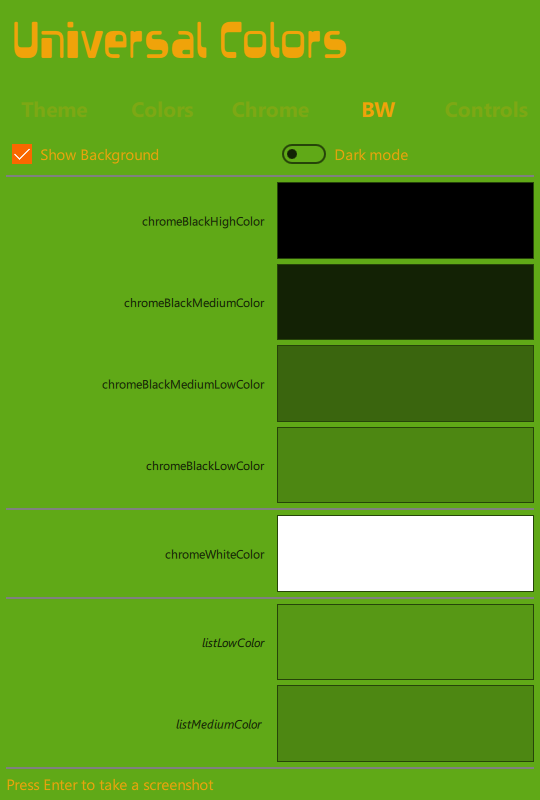 Universal Colors
Theme Colors Chrome BW Controls
Show Background Dark mode
chromeBlackHighColor
chromeBlackMediumColor
chromeBlackMediumLowColor
chromeBlackLowColor
chromeWhiteColor
listLowColor
listMediumColor
Press Enter to take a screenshot